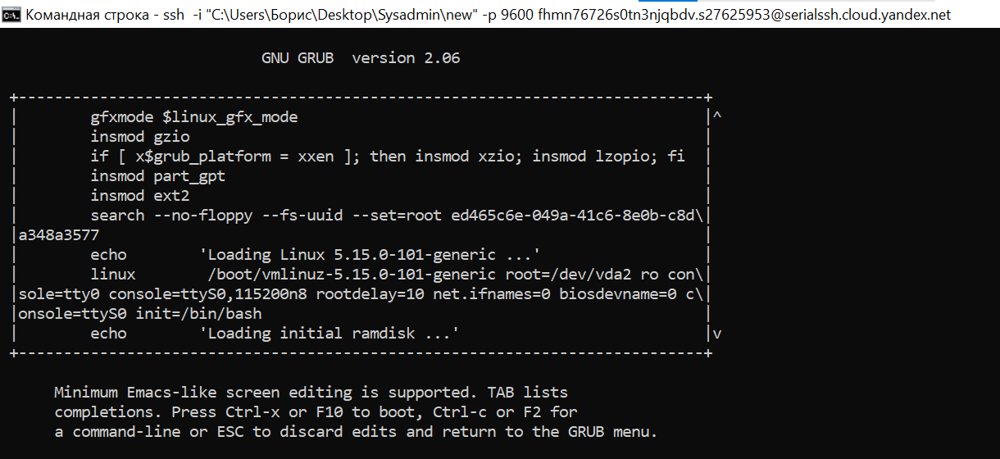 Командная строка - ssh  -i "C:\Users\Борис\Desktop\Sysadmin\new" -p 9600 fhmn76726s0tn3njqbdv.s27625953@serialssh.cloud.yandex.net
GNU GRUB  version 2.06
+----------------------------------------------------------------------------+
|        gfxmode $linux_gfx_mode                                             |^
|        insmod gzio                                                         |
|        if [ x$grub_platform = xxen ]; then insmod xzio; insmod lzopio; fi  |
|        insmod part_gpt                                                     |
|        insmod ext2                                                         |
|        search --no-floppy --fs-uuid --set=root ed465c6e-049a-41c6-8e0b-c8d\|
|a348a3577                                                                   |
|        echo        'Loading Linux 5.15.0-101-generic ...'                  |
|        linux        /boot/vmlinuz-5.15.0-101-generic root=/dev/vda2 ro con\|
|sole=tty0 console=ttyS0,115200n8 rootdelay=10 net.ifnames=0 biosdevname=0 c\|
|onsole=ttyS0 init=/bin/bash                                                 |
|        echo        'Loading initial ramdisk ...'                           |v
+----------------------------------------------------------------------------+
Minimum Emacs-like screen editing is supported. TAB lists
completions. Press Ctrl-x or F10 to boot, Ctrl-c or F2 for
a command-line or ESC to discard edits and return to the GRUB menu.